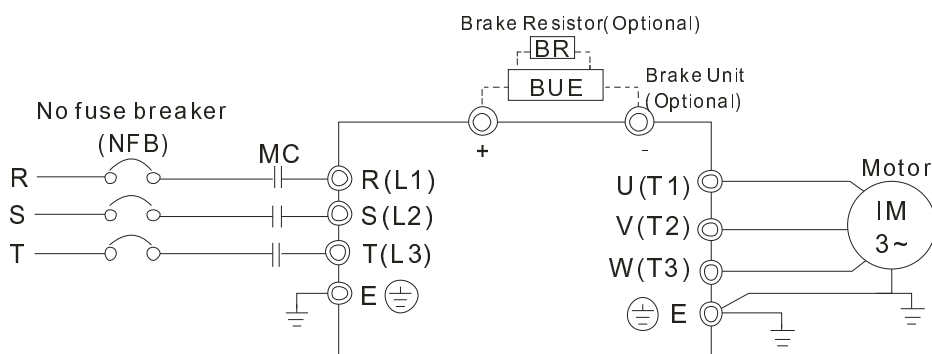 Brake Resistor(Optional)
BR
BUE
Brake Unit
(Optional)
No fuse breaker
(NFB)
MC
+
-
R
R(L1)
U(T1)
Motor
S
S(L2)
V(T2)
IM
3~
T
T(L3)
W(T3)
E
E